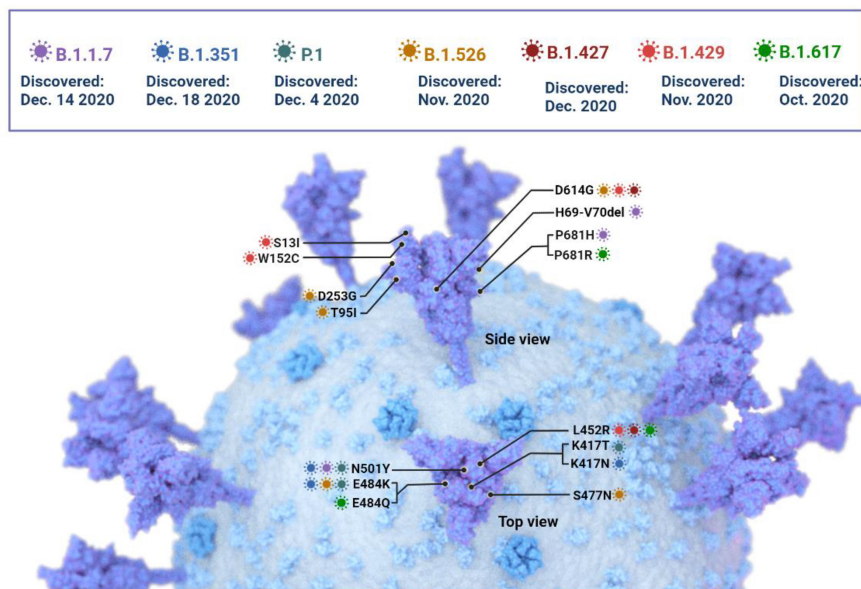 B.1.1.7
Discovered:
Dec. 14 2020
B.1.351
Discovered:
Dec. 18 2020
P.1
Discovered:
Dec. 4 2020
B.1.526
Discovered:
Nov. 2020
B.1.427
Discovered:
Dec. 2020
B.1.429
Discovered:
Nov. 2020
B.1.617
Discovered:
Oct. 2020
D614G
H69-V70del
P681H
P681R
S13I
W152C
D253G
T95I
Side view
L452R
K417T
K417N
N501Y
E484K
E484Q
S477N
Top view